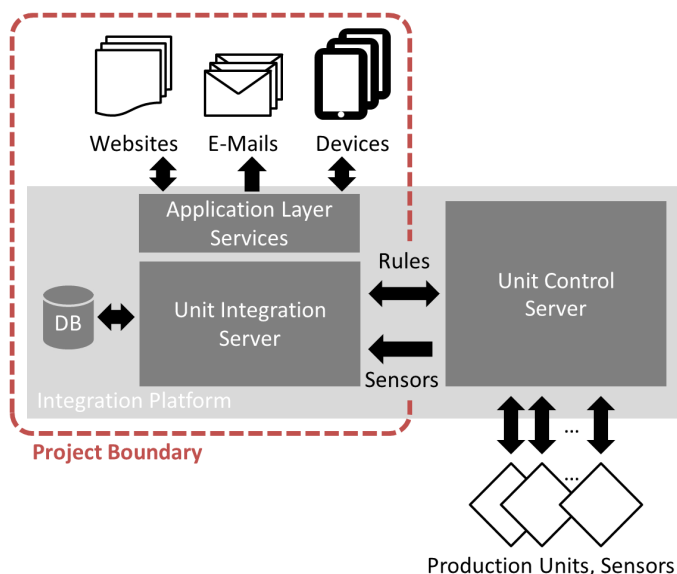 Websites
E-Mails
Devices
Application Layer
Services
Rules
Unit Control
Server
DB
Unit Integration
Server
Sensors
Integration Platform
Project Boundary
...
...
Production Units, Sensors